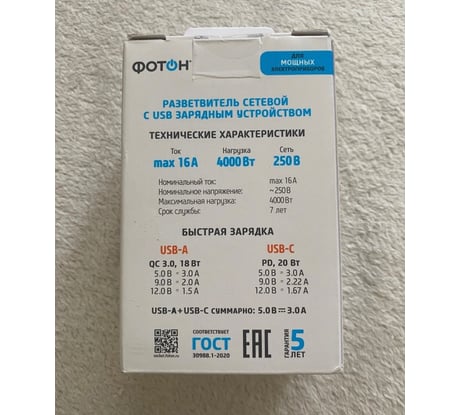 ФОТОН
ДЛЯ
МОЩНЫХ
ЭЛЕКТРОПРИБОРОВ
РАЗВЕТВИТЕЛЬ СЕТЕВОЙ
С USB ЗАРЯДНЫМ УСТРОЙСТВОМ
ТЕХНИЧЕСКИЕ ХАРАКТЕРИСТИКИ
Ток Нагрузка Сеть
max 16 А 4000 Вт 250 В
Номинальный ток: max 16 А
Номинальное напряжение: ~250 В
Максимальная нагрузка: 4000 Вт
Срок службы: 7 лет
БЫСТРАЯ ЗАРЯДКА
USB-A USB-C
QC 3.0, 18 Вт PD, 20 Вт
5.0 В = 3.0 А 5.0 В = 3.0 А
9.0 В = 2.0 А 9.0 В = 2.22 А
12.0 В = 1.5 А 12.0 В = 1.67 А
USB-A+USB-C СУММАРНО: 5.0 В = 3.0 А
СООТВЕТСТВУЕТ
ГОСТ
30988.1-2020
EAC
ГАРАНТИЯ
5
ЛЕТ